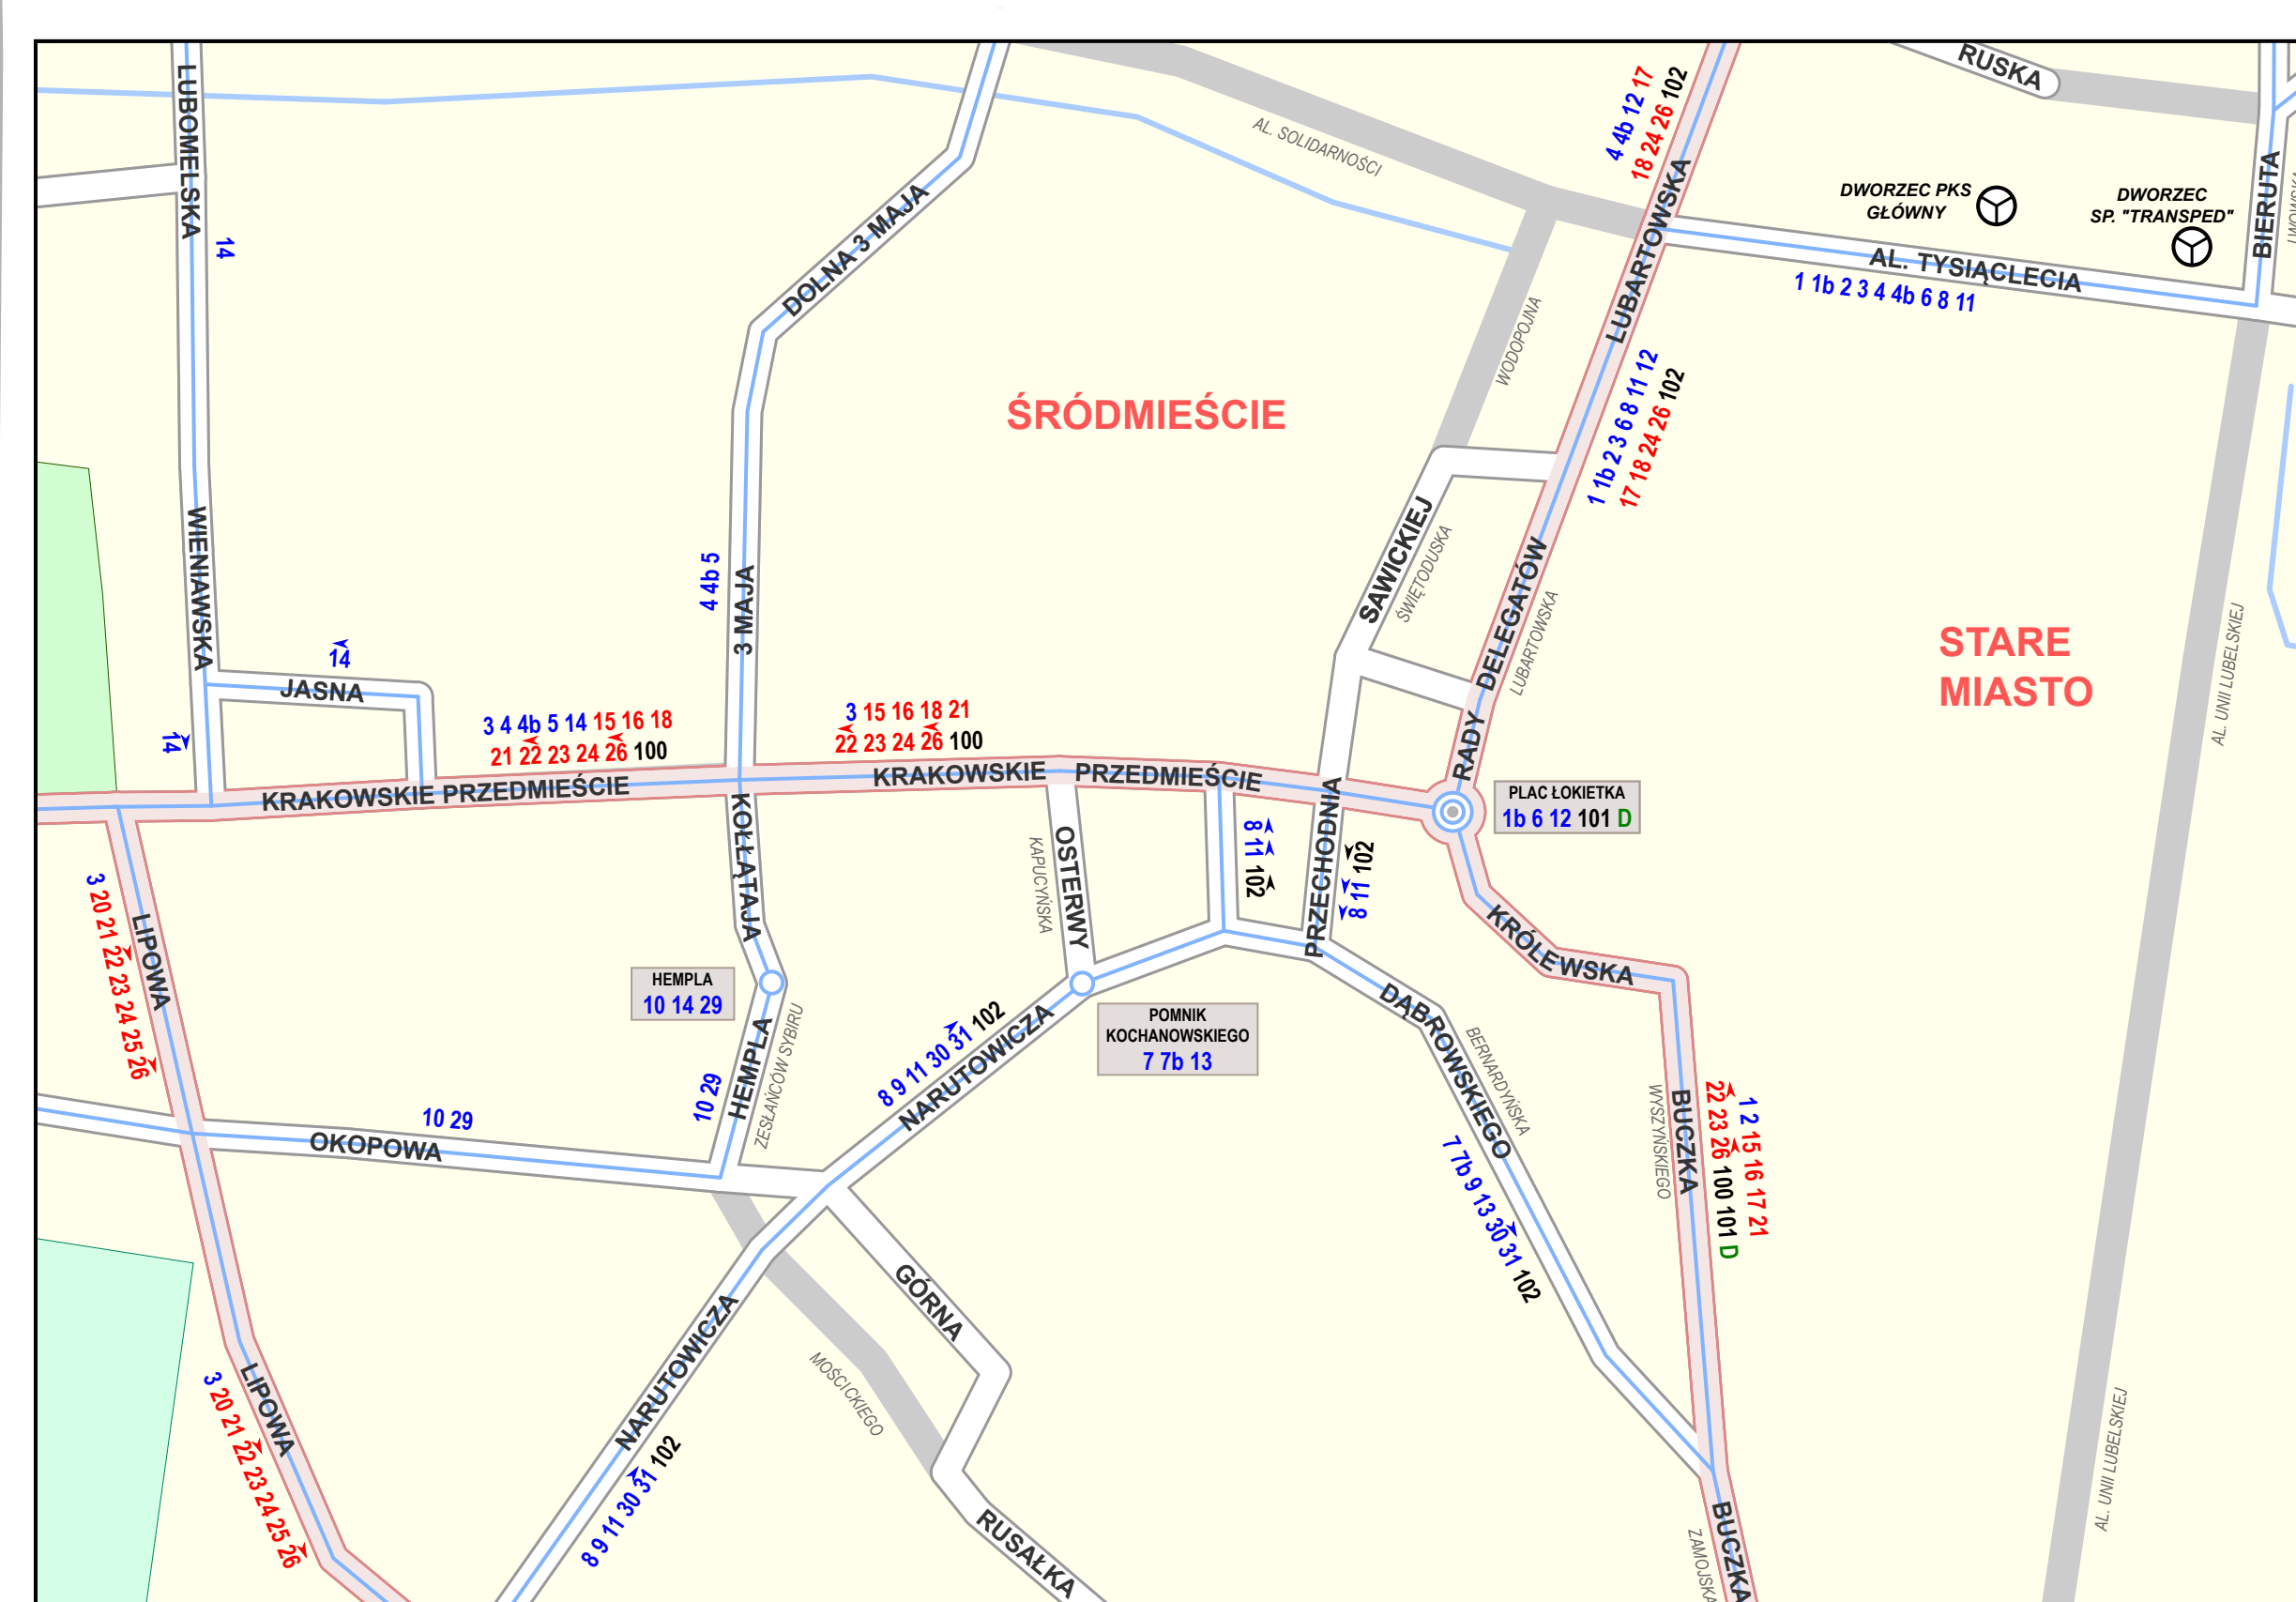 LUBOMELSKA
14
AL. SOLIDARNOŚCI
4 4b 12 17
18 24 26 102
RUSKA
LUBARTOWSKA
DWORZEC PKS
GŁÓWNY
DWORZEC
SP. "TRANSPED"
BIERUTA
LWOWSKA
AL. TYSIĄCLECIA
1 1b 2 3 4 4b 6 8 11
DOLNA 3 MAJA
WODOPOJNA
ŚRÓDMIEŚCIE
1 1b 2 3 6 8 11 12
17 18 24 26 102
WIENIAWSKA
4 4b 5
3 MAJA
SAWICKIEJ
ŚWIĘTODUSKA
RADY DELEGATÓW
LUBARTOWSKA
STARE
MIASTO
AL. UNII LUBELSKIEJ
14
JASNA
14
3 4 4b 5 14 15 16 18
21 22 23 24 26 100
3 15 16 18 21
22 23 24 26 100
KRAKOWSKIE PRZEDMIEŚCIE
KRAKOWSKIE PRZEDMIEŚCIE
PLAC ŁOKIETKA
1b 6 12 101 D
KOŁŁĄTAJA
OSTERWY
KAPUCYŃSKA
8 11 102
PRZECHODNIA
102
8 11
3 20 21 22 23 24 25 26
LIPOWA
KRÓLEWSKA
HEMPLA
10 14 29
POMNIK
KOCHANOWSKIEGO
7 7b 13
10 29
HEMPLA
ZESŁAŃCÓW SYBIRU
8 9 11 30 31 102
NARUTOWICZA
DĄBROWSKIEGO
BERNARDYŃSKA
7 7b 9 13 30 31 102
WYSZYŃSKIEGO
BUCZKA
1 2 15 16 17 21
22 23 26 100 101 D
10 29
OKOPOWA
GÓRNA
MOŚCICKIEGO
NARUTOWICZA
8 9 11 30 31 102
LIPOWA
3 20 21 22 23 24 25 26
RUSAŁKA
BUCZKA
ZAMOJSKA
AL. UNII LUBELSKIEJ